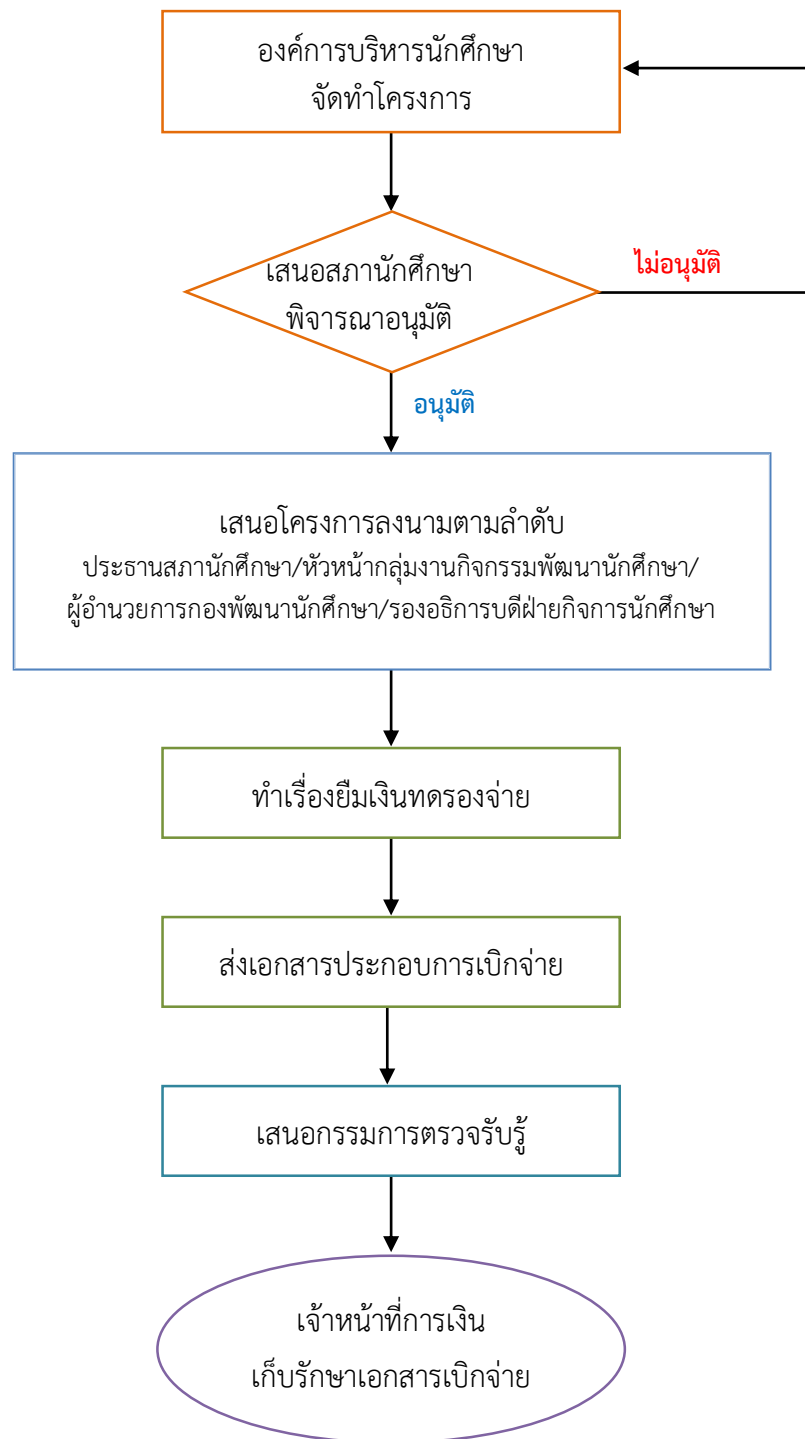 องค์การบริหารนักศึกษา
จัดทำโครงการ
เสนอสภานักศึกษา
พิจารณาอนุมัติ
ไม่อนุมัติ
อนุมัติ
เสนอโครงการลงนามตามลำดับ
ประธานสภานักศึกษา/หัวหน้ากลุ่มงานกิจกรรมพัฒนานักศึกษา/
ผู้อำนวยการกองพัฒนานักศึกษา/รองอธิการบดีฝ่ายกิจการนักศึกษา
ทำเรื่องยืมเงินทดรองจ่าย
ส่งเอกสารประกอบการเบิกจ่าย
เสนอกรรมการตรวจรับรู้
เจ้าหน้าที่การเงิน
เก็บรักษาเอกสารเบิกจ่าย